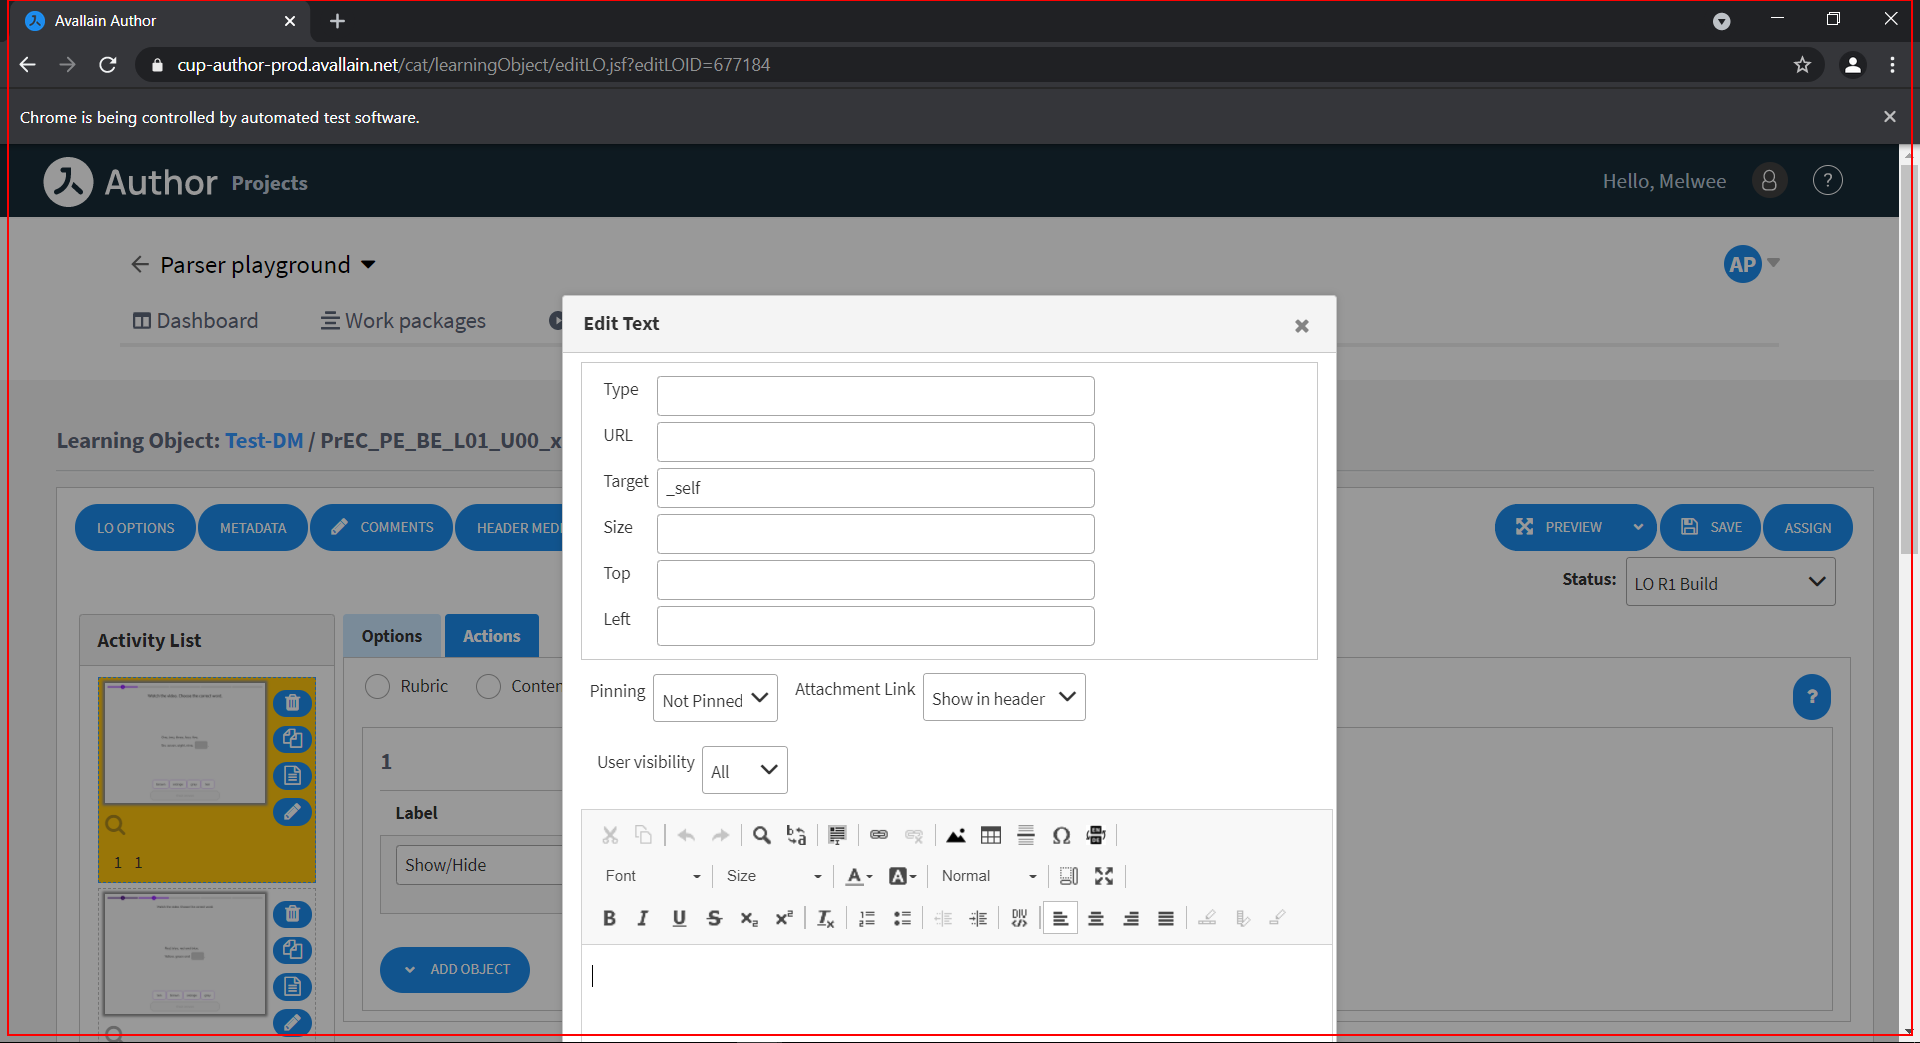 Avallain Author
cup-author-prod.avallain.net/cat/learningObject/editLO.jsf?editLOID=677184
Chrome is being controlled by automated test software.
Author Projects
Hello, Melwee
?
Parser playground
AP
Dashboard
Work packages
Edit Text
Type
URL
Target _self
Size
Top
Left
Learning Object: Test-DM / PrEC_PE_BE_L01_U00_x
LO OPTIONS
METADATA
COMMENTS
HEADER MEDI
PREVIEW
SAVE
ASSIGN
Status: LO R1 Build
Activity List
Options
Actions
Rubric
Conten
?
Pinning Not Pinned
Attachment Link Show in header
User visibility All
1
Label
Show/Hide
ADD OBJECT
1 1
Font
Size
Normal